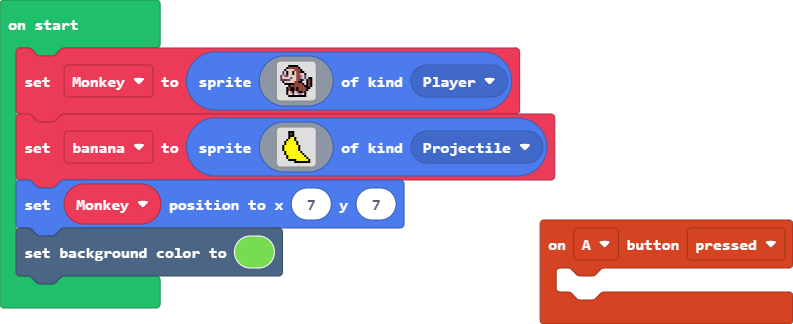 on start
set Monkey to sprite of kind Player
set banana to sprite of kind Projectile
set Monkey position to x 7 y 7
set background color to
on A button pressed